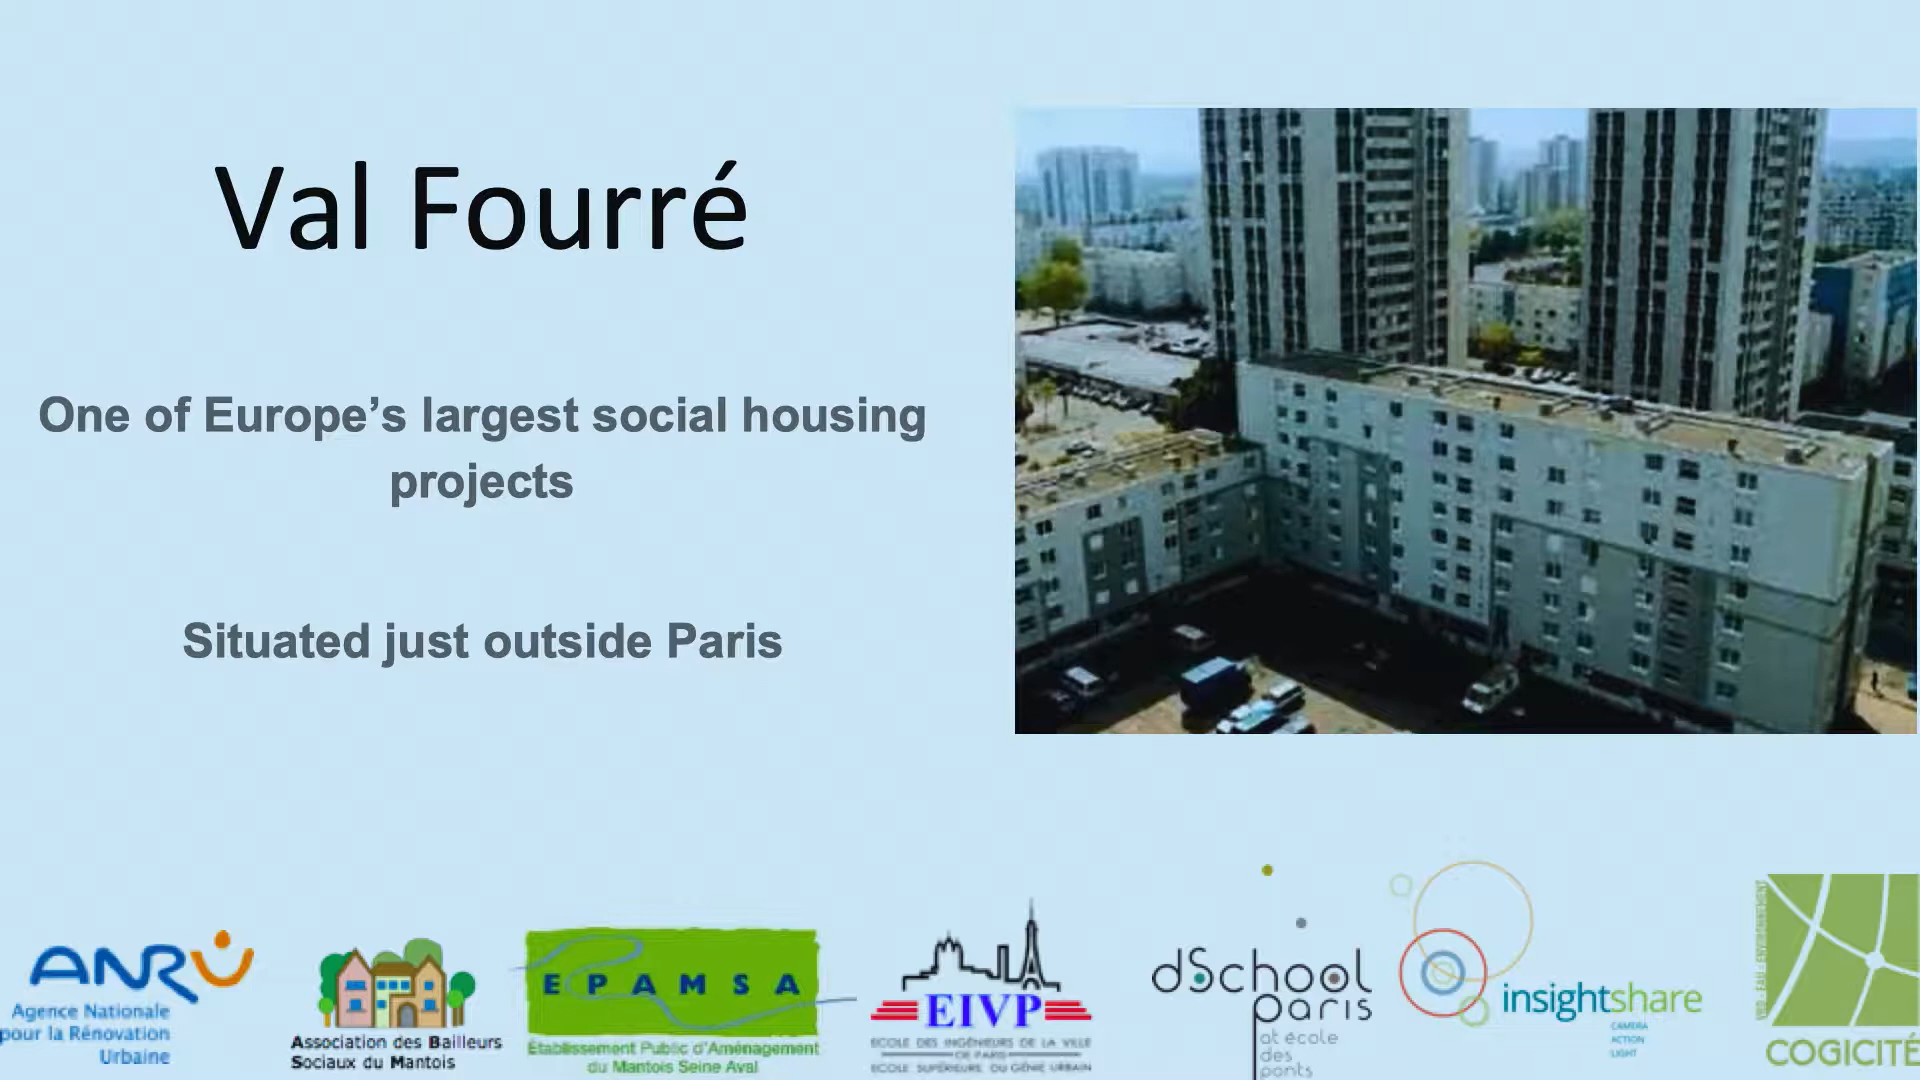 Val Fourré
One of Europe’s largest social housing
projects
Situated just outside Paris
ANRU
Agence Nationale
pour la Rénovation
Urbaine
Association des Bailleurs
Sociaux du Mantois
EPAMSA
Établissement Public d'Aménagement
du Mantois Seine Aval
EIVP
ECOLE DES INGÉNIEURS DE LA VILLE
DE PARIS
ECOLE SUPÉRIEURE DU GÉNIE URBAIN
dSchool
paris
at école
des
ponts
insightshare
CAMERA
ACTION
LIGHT
COGICITÉ